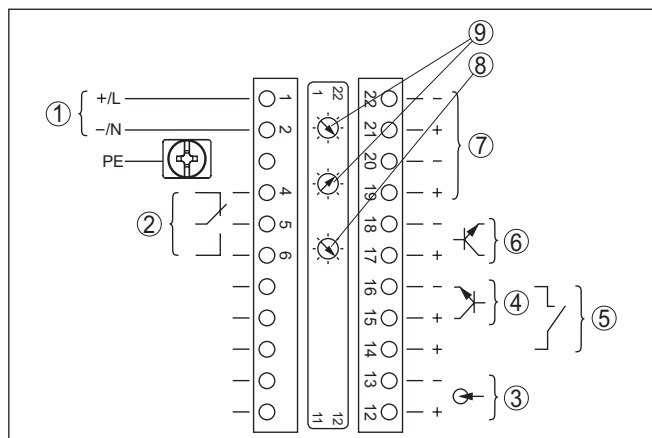 ⑨
⑧
① +/L 1 1 22 22 −
−/N 2 21 + ⑦
PE 20 −
4 19 +
② 5 18 − ⑥
6 17 +
16 − ④
15 + ⑤
14 +
13 − ③
11 12 12 +